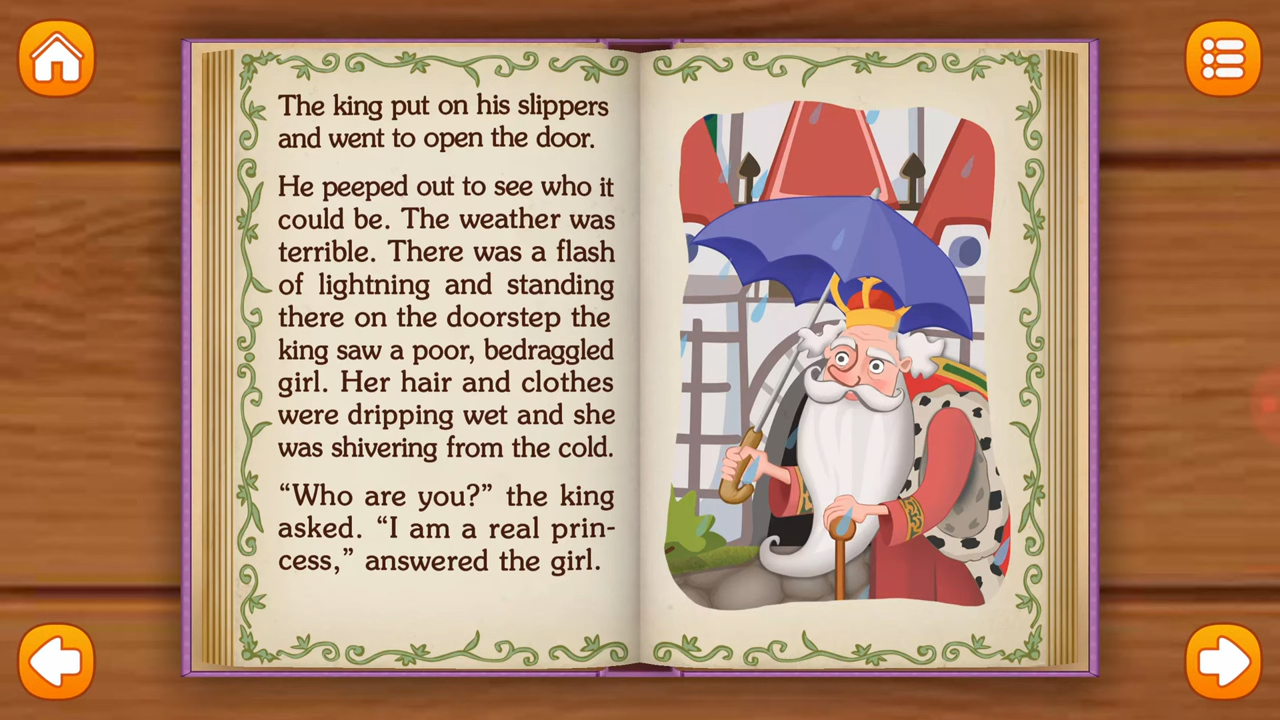 The king put on his slippers
and went to open the door.
He peeped out to see who it
could be. The weather was
terrible. There was a flash
of lightning and standing
there on the doorstep the
king saw a poor, bedraggled
girl. Her hair and clothes
were dripping wet and she
was shivering from the cold.
“Who are you?” the king
asked. “I am a real prin-
cess,” answered the girl.